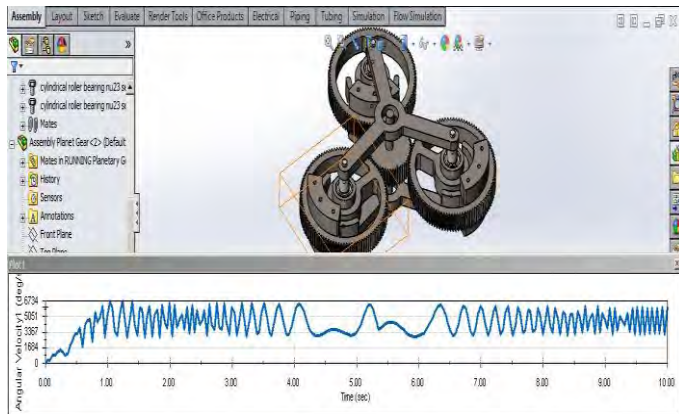 Assembly Layout Sketch Evaluate Render Tools Office Products Electrical Piping Tubing Simulation Flow Simulation
cylindrical roler bearing nu23 s
cylindrical roler bearing nu23 s
Mates
Assembly Planet Gear<2> (Default
Mates in RUNNING Planetary G
History
Sensors
Annotations
Front Plane
Angular Velocity1 (deg/
6734
5051
3367
1684
0
0.00 1.00 2.00 3.00 4.00 5.00 6.00 7.00 8.00 9.00 10.00
Time (sec)